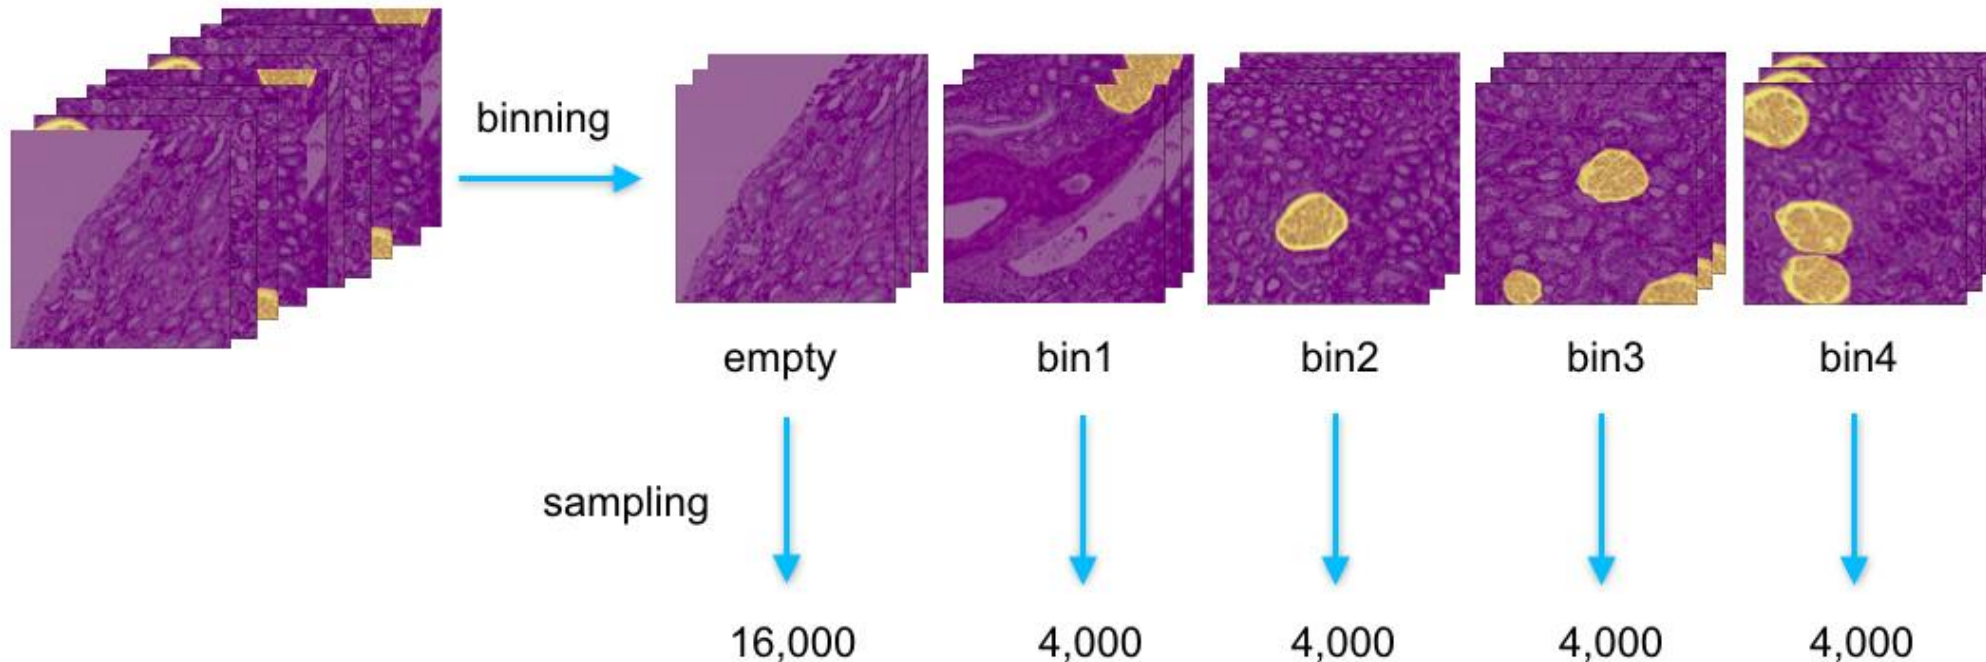 binning
empty bin1 bin2 bin3 bin4
sampling
16,000 4,000 4,000 4,000 4,000